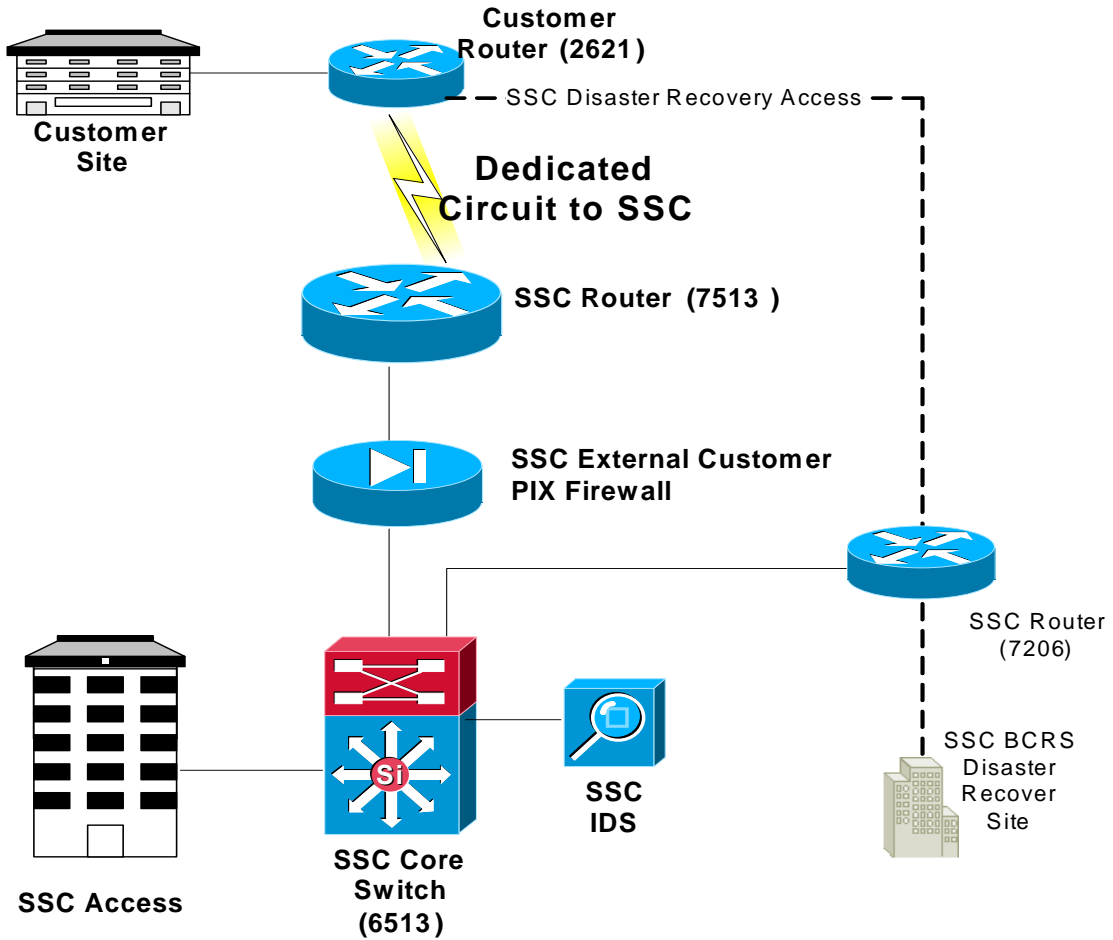 Customer
Router (2621)
SSC Disaster Recovery Access
Customer
Site
Dedicated
Circuit to SSC
SSC Router (7513 )
SSC External Customer
PIX Firewall
SSC Router
(7206)
Si
SSC
IDS
SSC BCRS
Disaster
Recover
Site
SSC Core
Switch
(6513)
SSC Access